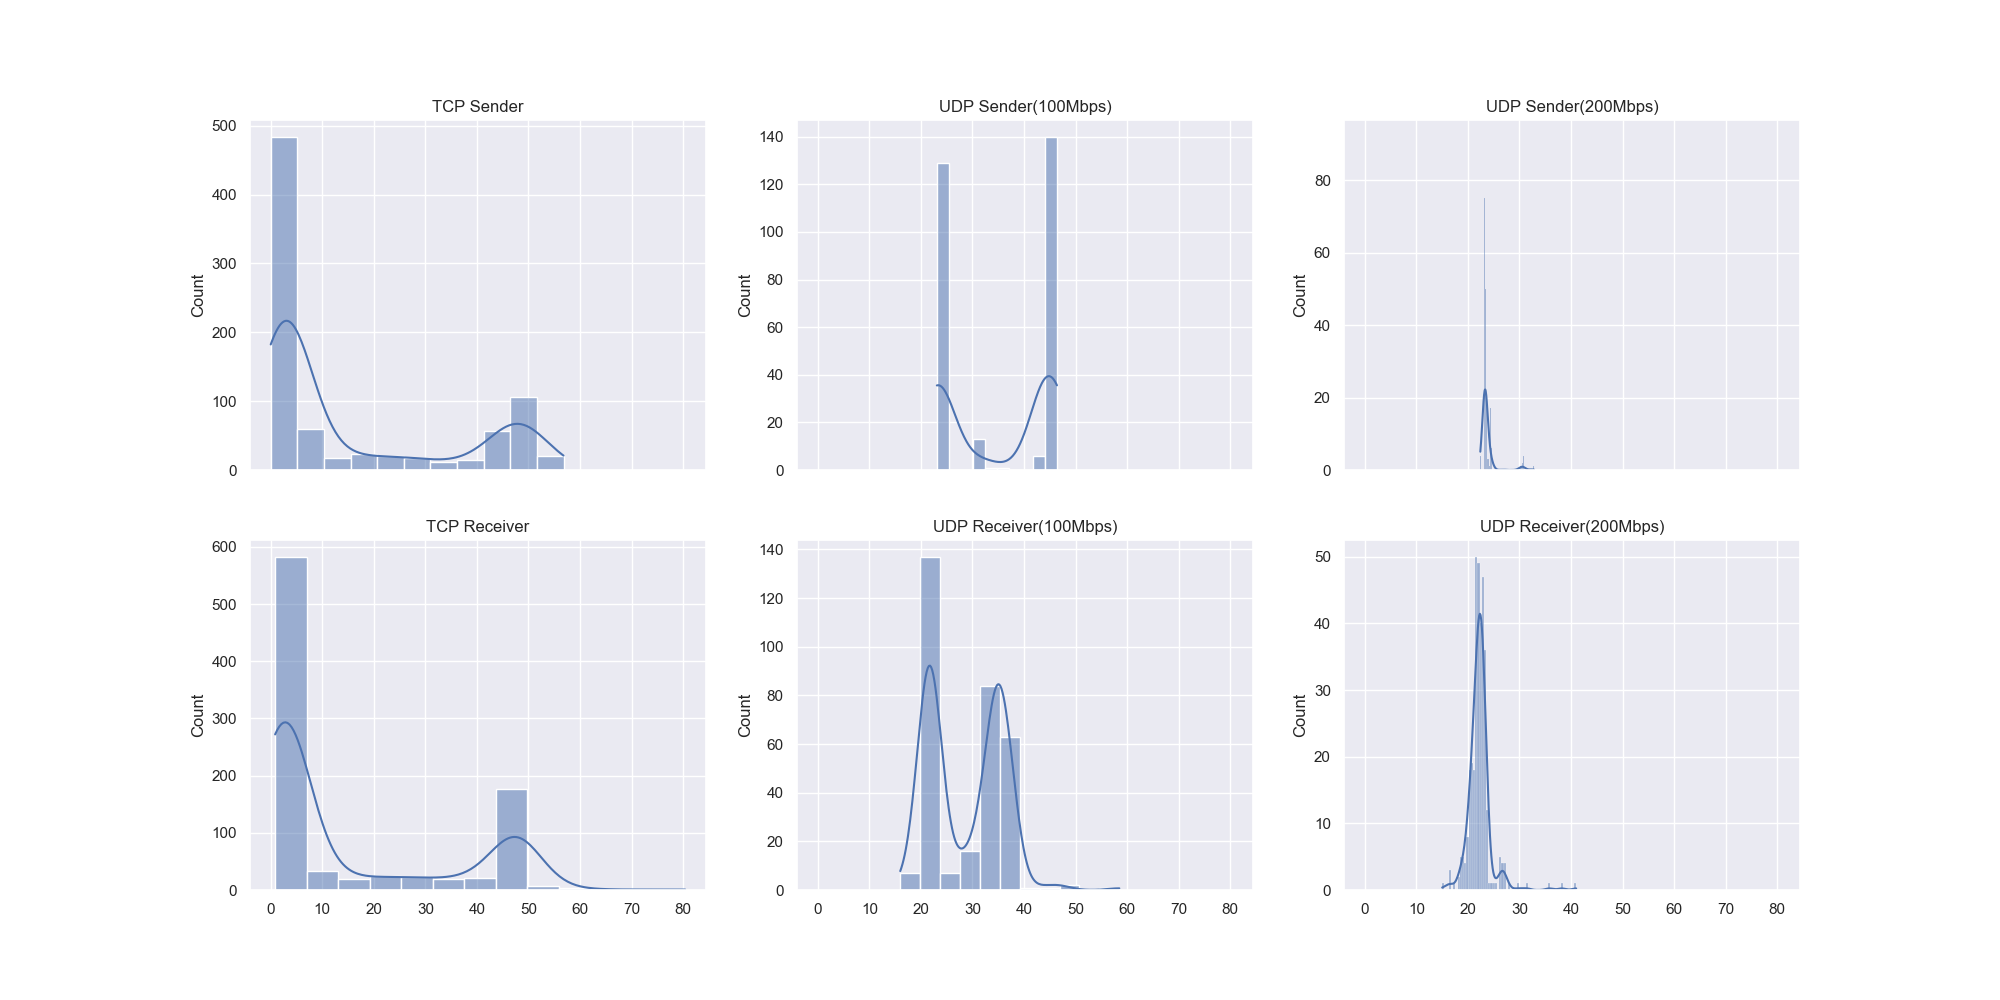 TCP Sender
UDP Sender(100Mbps)
UDP Sender(200Mbps)
500
400
300
200
100
0
Count
140
120
100
80
60
40
20
0
Count
80
60
40
20
0
Count
TCP Receiver
UDP Receiver(100Mbps)
UDP Receiver(200Mbps)
600
500
400
300
200
100
0
Count
0 10 20 30 40 50 60 70 80
140
120
100
80
60
40
20
0
Count
0 10 20 30 40 50 60 70 80
50
40
30
20
10
0
Count
0 10 20 30 40 50 60 70 80